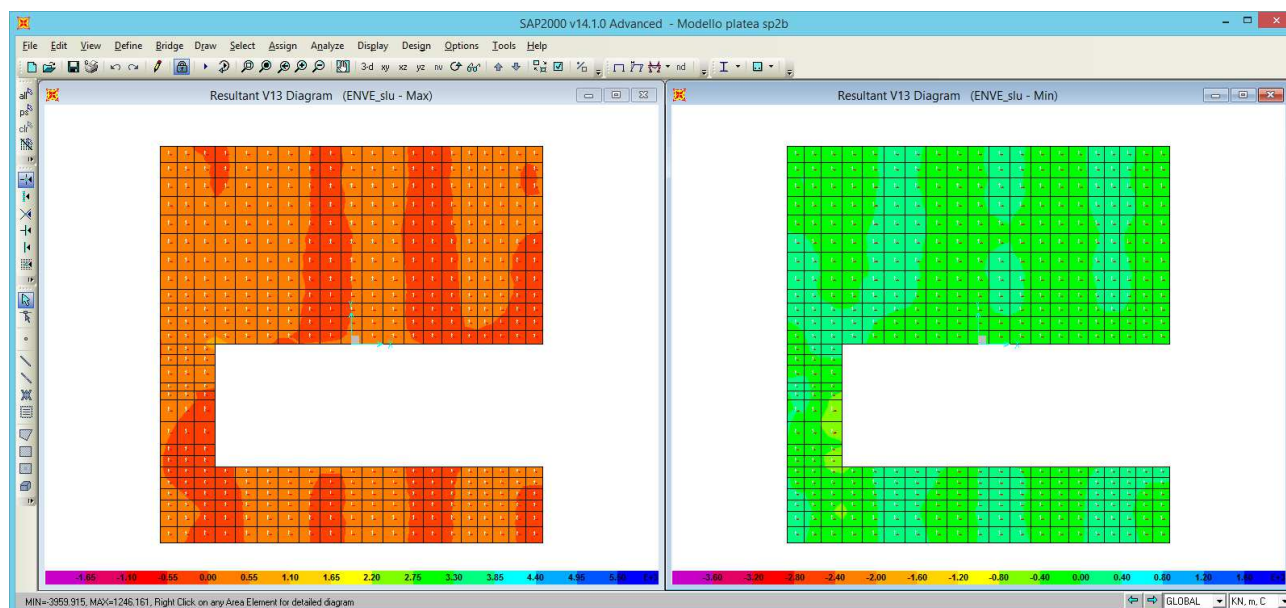 SAP2000 v14.1.0 Advanced - Modello platea sp2b
File Edit View Define Bridge Draw Select Assign Analyze Display Design Options Tools Help
3-d xy xz yz nv nd
all
ps
clr
Resultant V13 Diagram (ENVE_slu - Max)
Resultant V13 Diagram (ENVE_slu - Min)
-1.65 -1.10 -0.55 0.00 0.55 1.10 1.65 2.20 2.75 3.30 3.85 4.40 4.95
-3.60 -3.20 -2.80 -2.40 -2.00 -1.60 -1.20 -0.80 -0.40 0.00 0.40 0.80 1.20
MIN=-3959.915, MAX=1246.161, Right Click on any Area Element for detailed diagram
GLOBAL KN, m, C